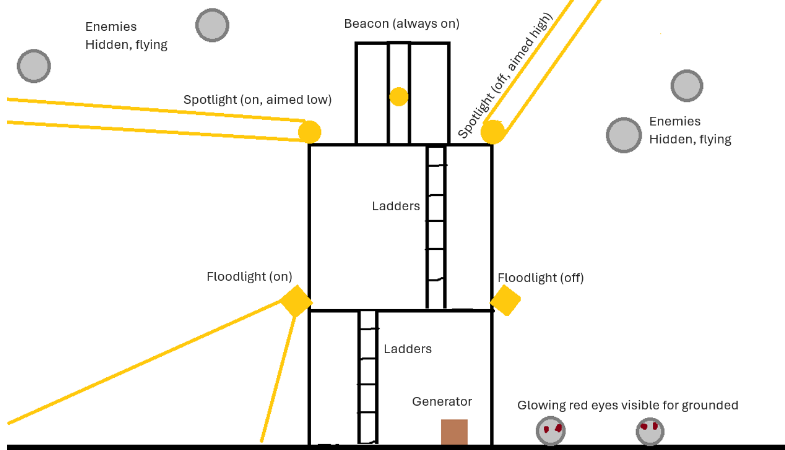 Beacon (always on)
Enemies
Hidden, flying
Spotlight (on, aimed low)
Spotlight (off, aimed high)
Enemies
Hidden, flying
Ladders
Floodlight (on)
Floodlight (off)
Ladders
Generator
Glowing red eyes visible for grounded